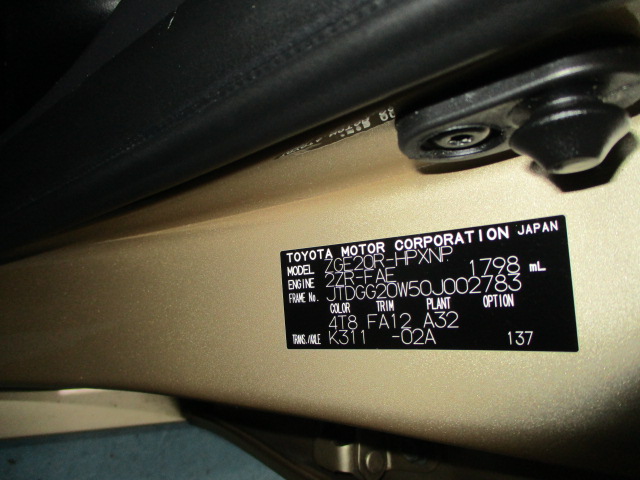 TOYOTA MOTOR CORPORATION JAPAN
MODEL ZGE20R-HPXNP
ENGINE 2ZR-FAE 1798 mL
FRAME No. JTDGG20W50J002783
COLOR TRIM PLANT OPTION
4T8 FA12 A32
TRANS./AXLE K311 -02A 137